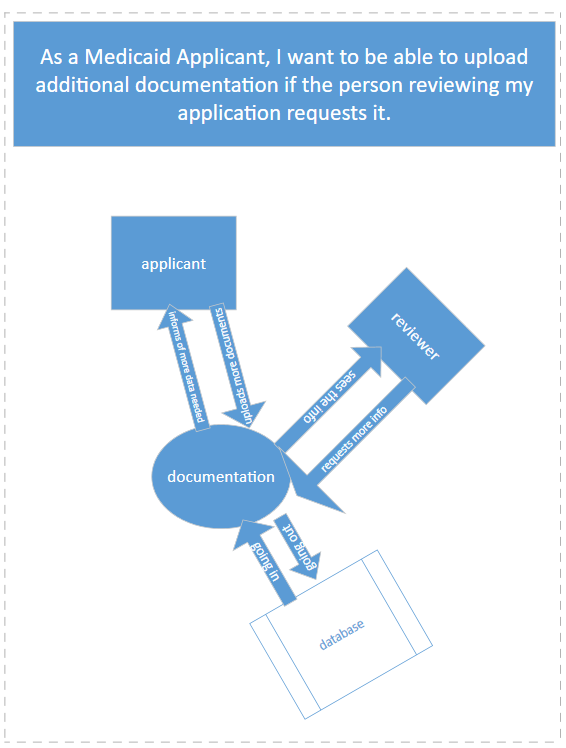 As a Medicaid Applicant, I want to be able to upload
additional documentation if the person reviewing my
application requests it.
applicant
reviewer
informs of more data needed
uploads more documents
sees the info
requests more info
documentation
going in
going out
database